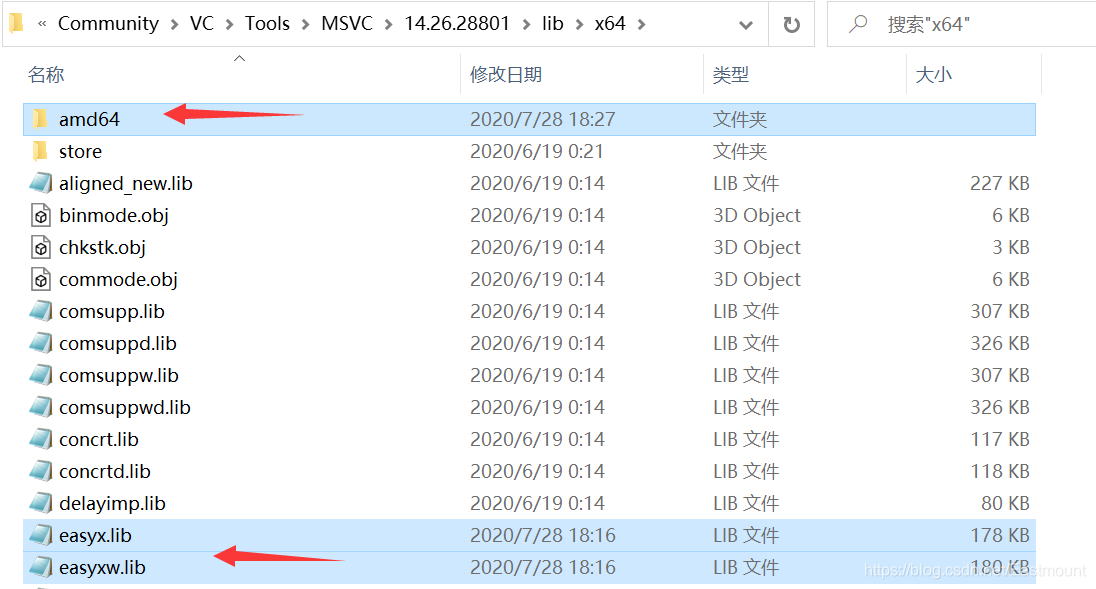 « Community > VC > Tools > MSVC > 14.26.28801 > lib > x64 > 搜索"x64"
名称 修改日期 类型 大小
amd64 2020/7/28 18:27 文件夹
store 2020/6/19 0:21 文件夹
aligned_new.lib 2020/6/19 0:14 LIB 文件 227 KB
binmode.obj 2020/6/19 0:14 3D Object 6 KB
chkstk.obj 2020/6/19 0:14 3D Object 3 KB
commode.obj 2020/6/19 0:14 3D Object 6 KB
comsupp.lib 2020/6/19 0:14 LIB 文件 307 KB
comsuppd.lib 2020/6/19 0:14 LIB 文件 326 KB
comsuppw.lib 2020/6/19 0:14 LIB 文件 307 KB
comsuppwd.lib 2020/6/19 0:14 LIB 文件 326 KB
concrt.lib 2020/6/19 0:14 LIB 文件 117 KB
concrtd.lib 2020/6/19 0:14 LIB 文件 118 KB
delayimp.lib 2020/6/19 0:14 LIB 文件 80 KB
easyx.lib 2020/7/28 18:16 LIB 文件 178 KB
easyxw.lib 2020/7/28 18:16 LIB 文件 180 KB
https://blog.csdn.net/Eastmount